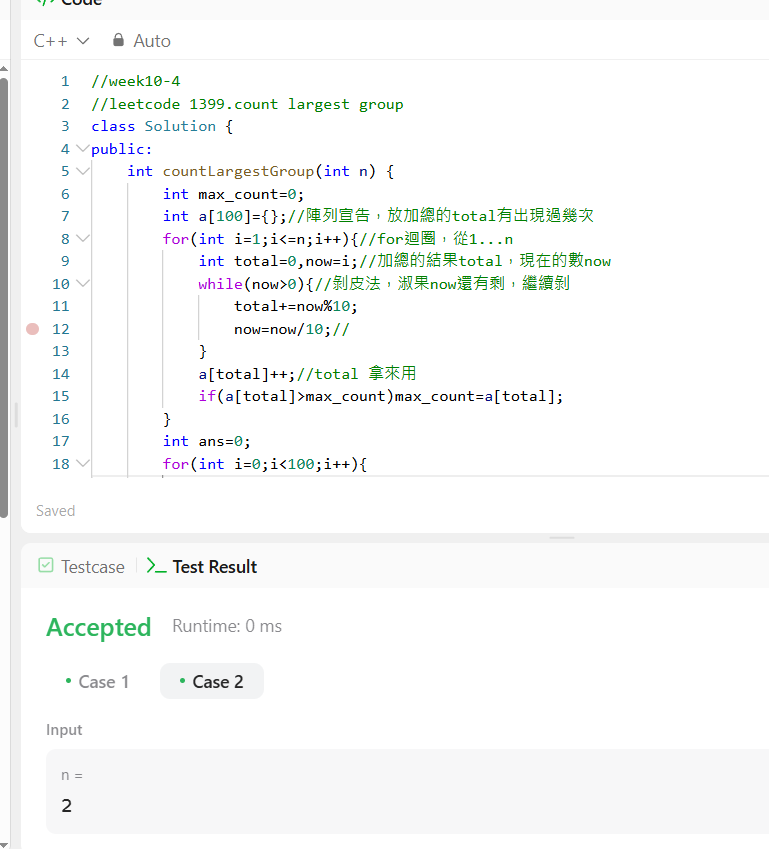 </> Code
C++ Auto
1 //week10-4
2 //leetcode 1399.count largest group
3 class Solution {
4 public:
5 int countLargestGroup(int n) {
6 int max_count=0;
7 int a[100]={};//陣列宣告，放加總的total有出現過幾次
8 for(int i=1;i<=n;i++){//for迴圈，從1...n
9 int total=0,now=i;//加總的結果total，現在的數now
10 while(now>0){//剝皮法，淑果now還有剩，繼續剝
11 total+=now%10;
12 now=now/10;//
13 }
14 a[total]++;//total 拿來用
15 if(a[total]>max_count)max_count=a[total];
16 }
17 int ans=0;
18 for(int i=0;i<100;i++){
Saved
Testcase >_ Test Result
Accepted Runtime: 0 ms
• Case 1 • Case 2
Input
n =
2